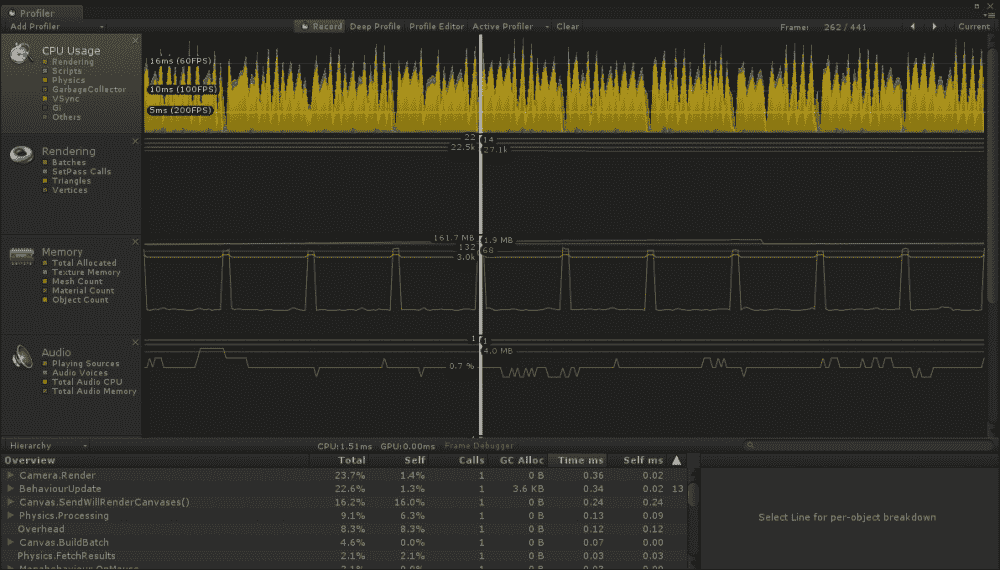 Profiler
Add Profiler Record Deep Profile Profile Editor Active Profiler Clear Frame: 262 / 441 Current
CPU Usage
Rendering
Scripts
Physics
GarbageCollector
VSync
Gi
Others
16ms (60FPS)
10ms (100FPS)
5ms (200FPS)
Rendering
Batches
SetPass Calls
Triangles
Vertices
22 14
22.5k 27.1k
Memory
Total Allocated
Texture Memory
Mesh Count
Material Count
Object Count
161.7 MB 1.9 MB
132 68
3.0k
Audio
Playing Sources
Audio Voices
Total Audio CPU
Total Audio Memory
1 1
4.0 MB
0.7 %
Hierarchy CPU:1.51ms GPU:0.00ms Frame Debugger
Overview Total Self Calls GC Alloc Time ms Self ms
Camera.Render 23.7% 1.4% 1 0 B 0.36 0.02
BehaviourUpdate 22.6% 1.3% 1 3.6 KB 0.34 0.02 13
Canvas.SendWillRenderCanvases() 16.2% 16.0% 1 0 B 0.24 0.24
Physics.Processing 9.1% 6.3% 1 0 B 0.13 0.09
Overhead 8.3% 8.3% 1 0 B 0.12 0.12
Canvas.BuildBatch 4.6% 0.0% 1 0 B 0.07 0.00
Physics.FetchResults 2.1% 2.1% 1 0 B 0.03 0.03
Select Line for per-object breakdown